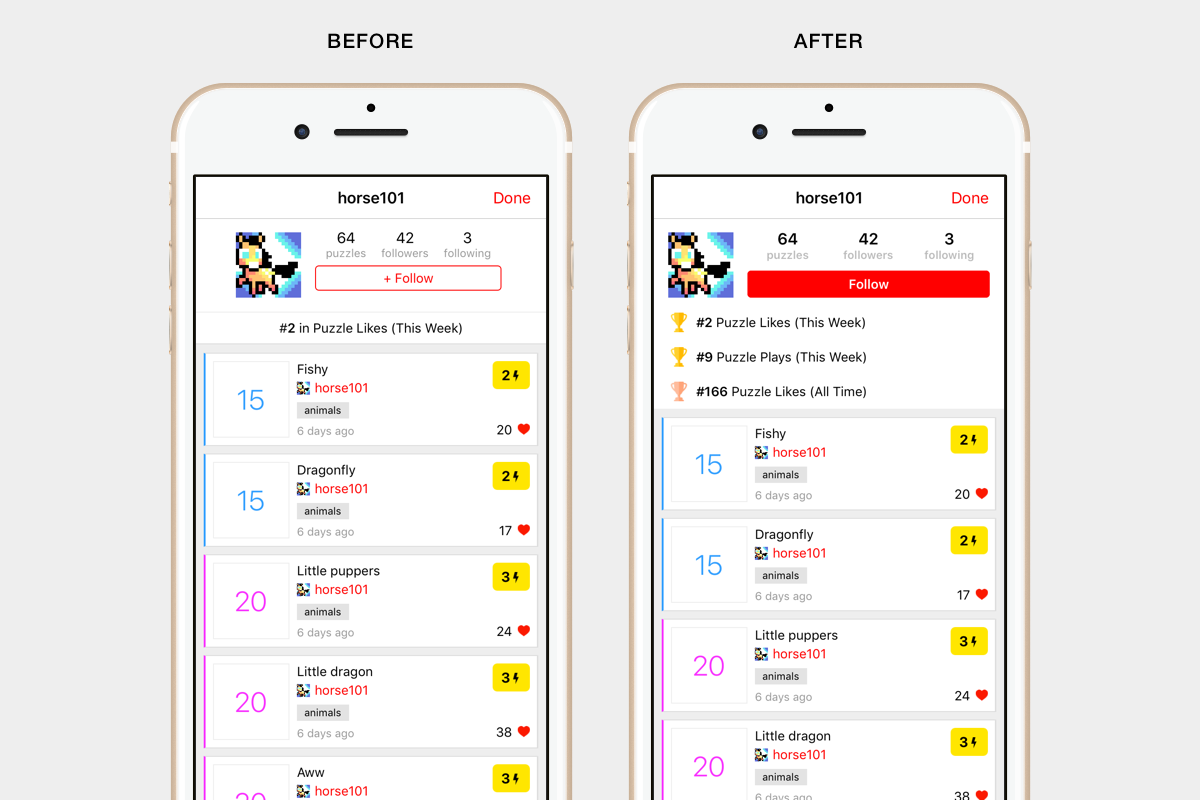 BEFORE
horse101
Done
64
42
3
puzzles
followers
following
+ Follow
#2 in Puzzle Likes (This Week)
15
Fishy
horse101
animals
6 days ago
2
20
15
Dragonfly
horse101
animals
6 days ago
2
17
20
Little puppers
horse101
animals
6 days ago
3
24
20
Little dragon
horse101
animals
6 days ago
3
38
20
Aww
horse101
3
AFTER
horse101
Done
64
42
3
puzzles
followers
following
Follow
#2 Puzzle Likes (This Week)
#9 Puzzle Plays (This Week)
#166 Puzzle Likes (All Time)
15
Fishy
horse101
animals
6 days ago
2
20
15
Dragonfly
horse101
animals
6 days ago
2
17
20
Little puppers
horse101
animals
6 days ago
3
24
20
Little dragon
horse101
animals
6 days ago
3
38